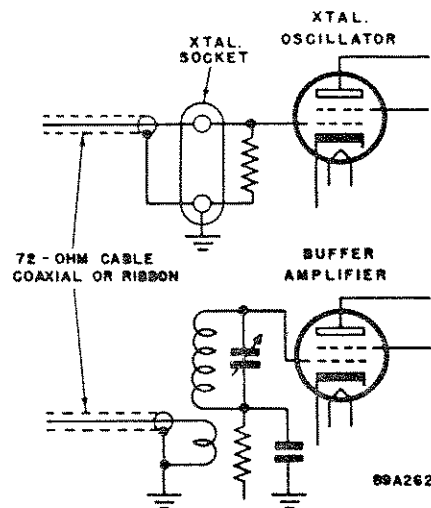 XTAL.
OSCILLATOR
XTAL.
SOCKET
72-OHM CABLE
COAXIAL OR RIBBON
BUFFER
AMPLIFIER
89A262